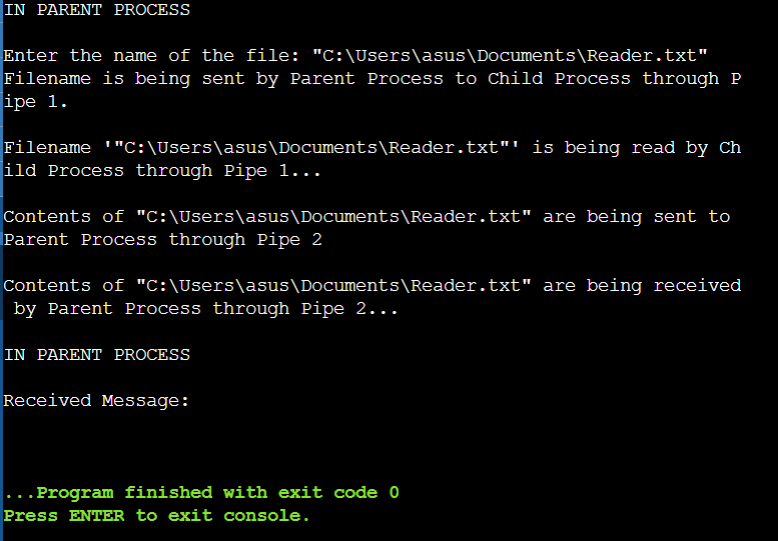 IN PARENT PROCESS
Enter the name of the file: "C:\Users\asus\Documents\Reader.txt"
Filename is being sent by Parent Process to Child Process through P
ipe 1.
Filename '"C:\Users\asus\Documents\Reader.txt"' is being read by Ch
ild Process through Pipe 1...
Contents of "C:\Users\asus\Documents\Reader.txt" are being sent to
Parent Process through Pipe 2
Contents of "C:\Users\asus\Documents\Reader.txt" are being received
 by Parent Process through Pipe 2...
IN PARENT PROCESS
Received Message:
...Program finished with exit code 0
Press ENTER to exit console.